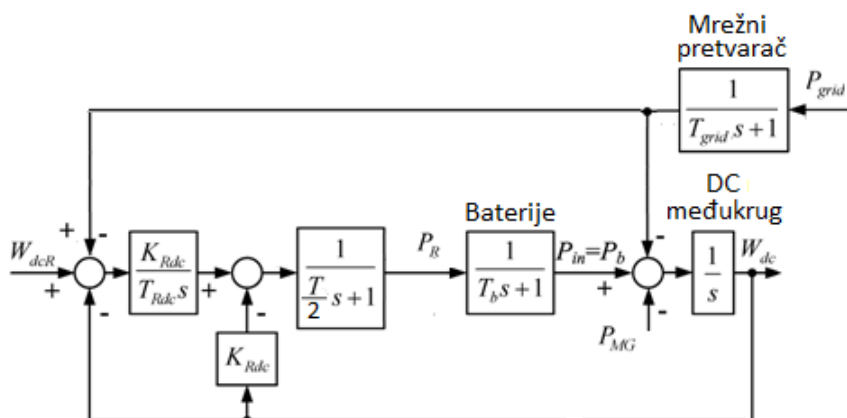 Mrežni
pretvarač
P_grid
1
T_grid s+1
DC
međukrug
Baterije
W_dcR
+
-
+
-
K_Rdc
T_Rdc s
+
-
1
T
2
s+1
P_R
1
T_b s+1
P_in=P_b
+
-
-
1
s
W_dc
P_MG
K_Rdc